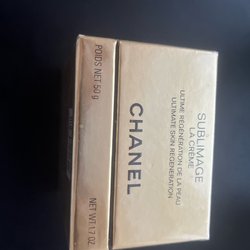 SUBLIMAGE
LA CRÈME
ULTIME RÉGÉNÉRATION DE LA PEAU
ULTIMATE SKIN REGENERATION
CHANEL
POIDS NET 50 g
NET WT. 1.7 OZ.